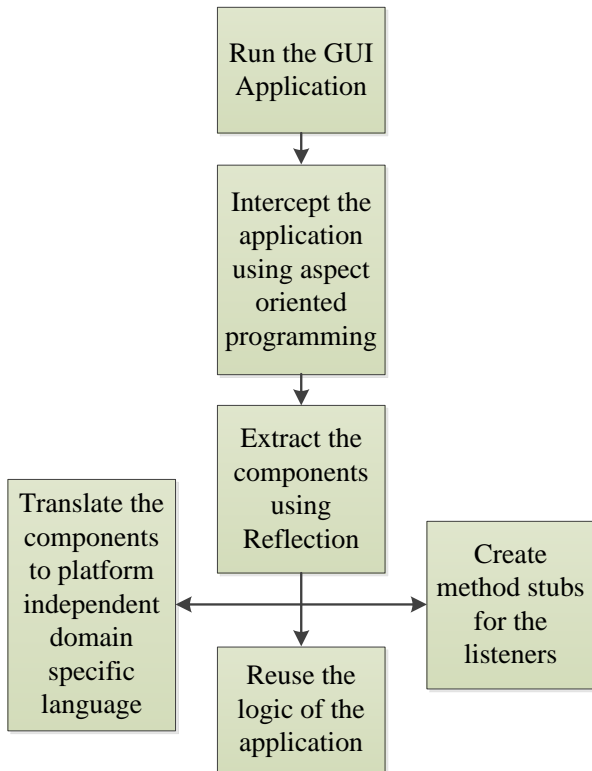 Run the GUI
Application
Intercept the
application
using aspect
oriented
programming
Extract the
components
using
Reflection
Translate the
components
to platform
independent
domain
specific
language
Reuse the
logic of the
application
Create
method stubs
for the
listeners